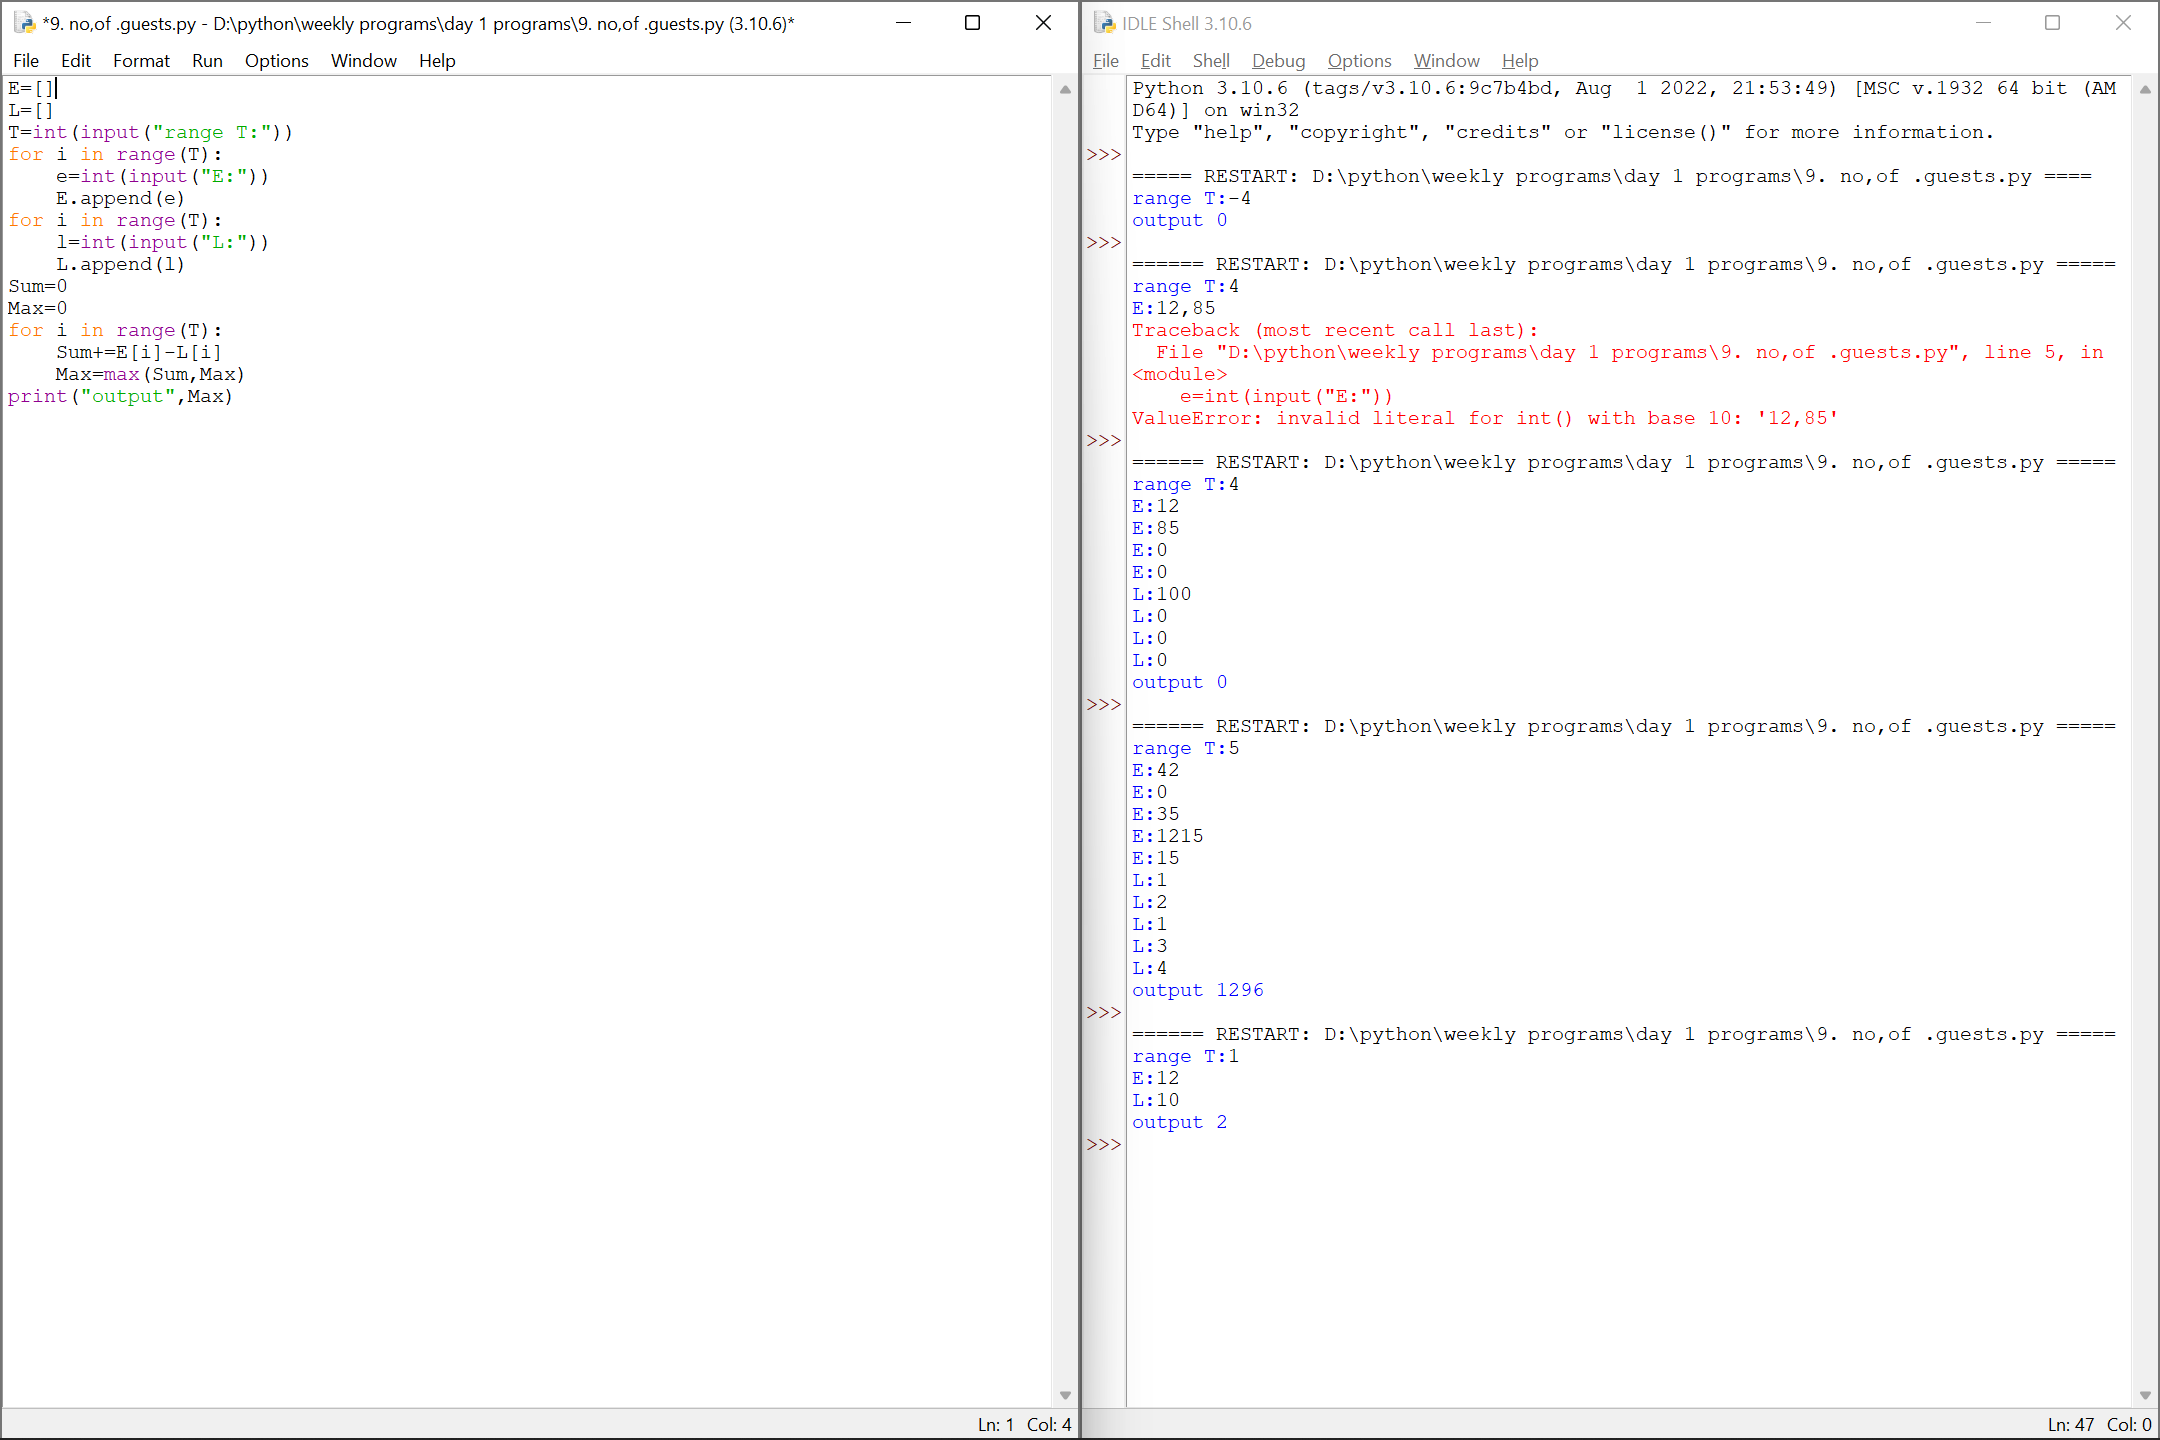 *9. no,of .guests.py - D:\python\weekly programs\day 1 programs\9. no,of .guests.py (3.10.6)*
File Edit Format Run Options Window Help
E=[]
L=[]
T=int(input("range T:"))
for i in range(T):
    e=int(input("E:"))
    E.append(e)
for i in range(T):
    l=int(input("L:"))
    L.append(l)
Sum=0
Max=0
for i in range(T):
    Sum+=E[i]-L[i]
    Max=max(Sum,Max)
print("output",Max)
Ln: 1 Col: 4
IDLE Shell 3.10.6
File Edit Shell Debug Options Window Help
Python 3.10.6 (tags/v3.10.6:9c7b4bd, Aug  1 2022, 21:53:49) [MSC v.1932 64 bit (AM
D64)] on win32
Type "help", "copyright", "credits" or "license()" for more information.
>>>
===== RESTART: D:\python\weekly programs\day 1 programs\9. no,of .guests.py ====
range T:-4
output 0
>>>
====== RESTART: D:\python\weekly programs\day 1 programs\9. no,of .guests.py =====
range T:4
E:12,85
Traceback (most recent call last):
  File "D:\python\weekly programs\day 1 programs\9. no,of .guests.py", line 5, in
<module>
    e=int(input("E:"))
ValueError: invalid literal for int() with base 10: '12,85'
>>>
====== RESTART: D:\python\weekly programs\day 1 programs\9. no,of .guests.py =====
range T:4
E:12
E:85
E:0
E:0
L:100
L:0
L:0
L:0
output 0
>>>
====== RESTART: D:\python\weekly programs\day 1 programs\9. no,of .guests.py =====
range T:5
E:42
E:0
E:35
E:1215
E:15
L:1
L:2
L:1
L:3
L:4
output 1296
>>>
====== RESTART: D:\python\weekly programs\day 1 programs\9. no,of .guests.py =====
range T:1
E:12
L:10
output 2
>>>
Ln: 47 Col: 0